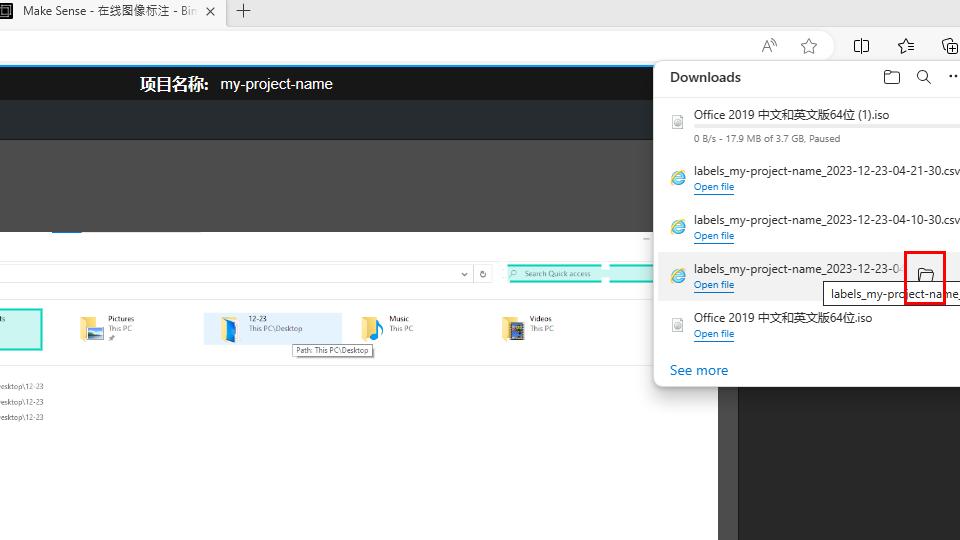 Make Sense - 在线图像标注 - Bin
项目名称: my-project-name
Downloads
Office 2019 中文和英文版64位 (1).iso
0 B/s - 17.9 MB of 3.7 GB, Paused
labels_my-project-name_2023-12-23-04-21-30.csv
Open file
labels_my-project-name_2023-12-23-04-10-30.csv
Open file
labels_my-project-name_2023-12-23-04
Open file
labels_my-project-name_
Office 2019 中文和英文版64位.iso
Open file
See more
Search Quick access
ts
Pictures
This PC
12-23
This PC\Desktop
Music
This PC
Videos
This PC
Path: This PC\Desktop
esktop\12-23
esktop\12-23
esktop\12-23